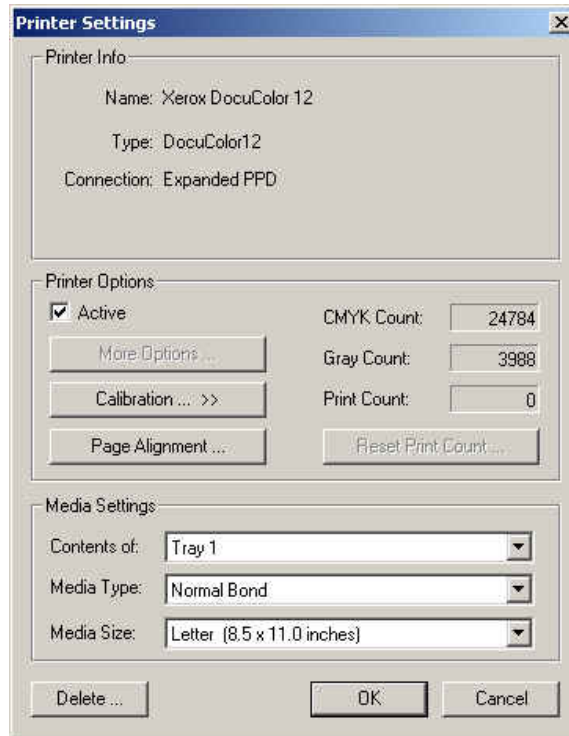 Printer Settings
Printer Info
Name: Xerox DocuColor 12
Type: DocuColor12
Connection: Expanded PPD
Printer Options
Active
CMYK Count: 24784
More Options ...
Gray Count: 3988
Calibration ... >>
Print Count: 0
Page Alignment ...
Reset Print Count ...
Media Settings
Contents of: Tray 1
Media Type: Normal Bond
Media Size: Letter (8.5 x 11.0 inches)
Delete ...
OK
Cancel